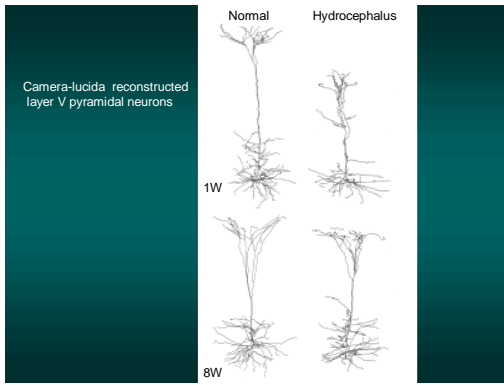 Normal Hydrocephalus
Camera-lucida reconstructed
layer V pyramidal neurons
1W
8W